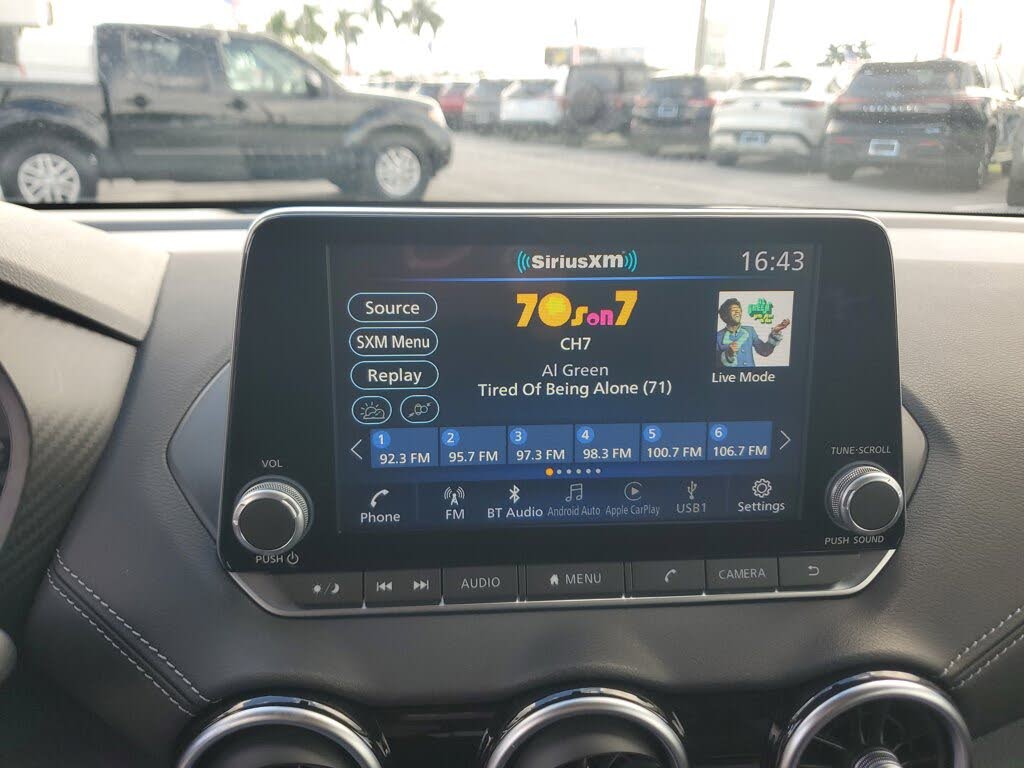 SiriusXM
16:43
Source
SXM Menu
Replay
70s on 7
CH7
Al Green
Tired Of Being Alone (71)
Live Mode
1 92.3 FM
2 95.7 FM
3 97.3 FM
4 98.3 FM
5 100.7 FM
6 106.7 FM
Phone
FM
BT Audio
Android Auto
Apple CarPlay
USB1
Settings
VOL
PUSH
TUNE·SCROLL
PUSH SOUND
AUDIO
MENU
CAMERA